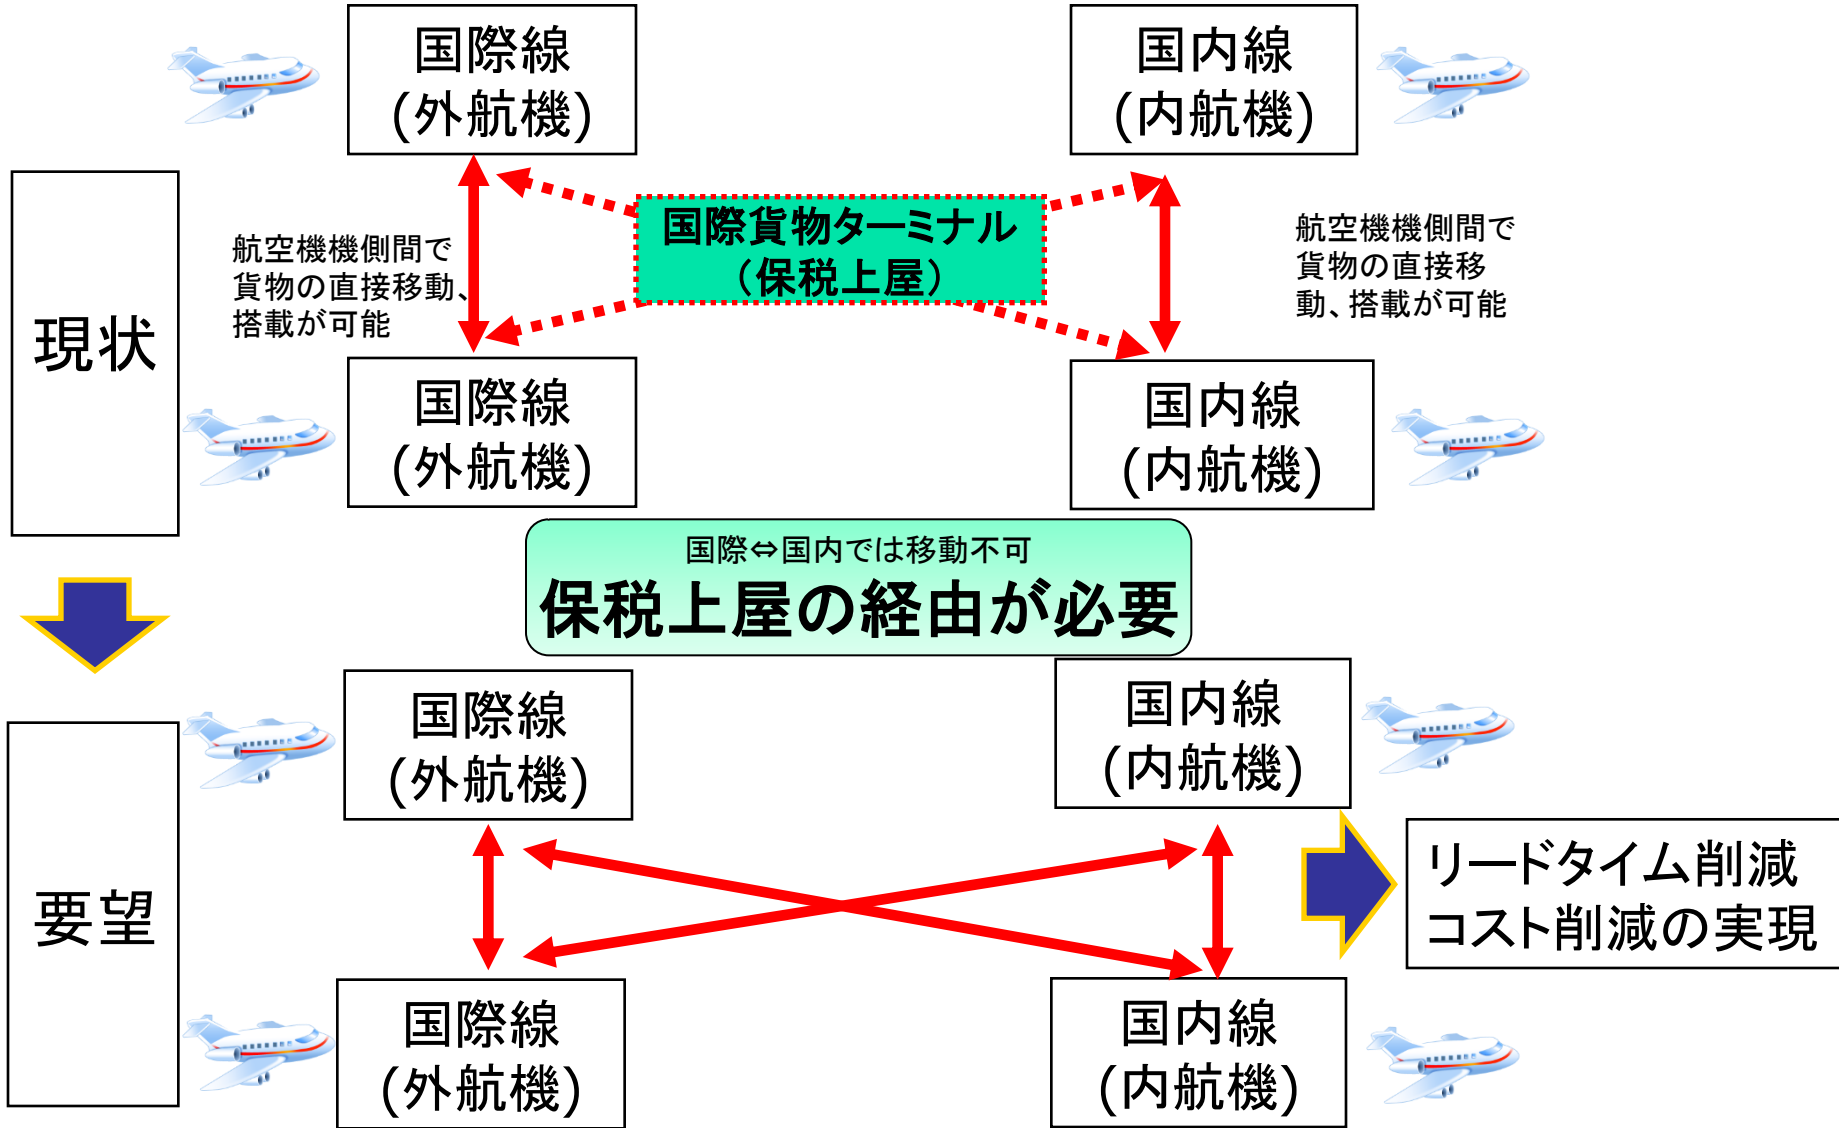 国際線
(外航機)
国内線
(内航機)
国際貨物ターミナル
（保税上屋）
航空機機側間で
貨物の直接移動、
搭載が可能
航空機機側間で
貨物の直接移
動、搭載が可能
現状
国際線
(外航機)
国内線
(内航機)
国際⇔国内では移動不可
保税上屋の経由が必要
国際線
(外航機)
国内線
(内航機)
要望
リードタイム削減
コスト削減の実現
国際線
(外航機)
国内線
(内航機)